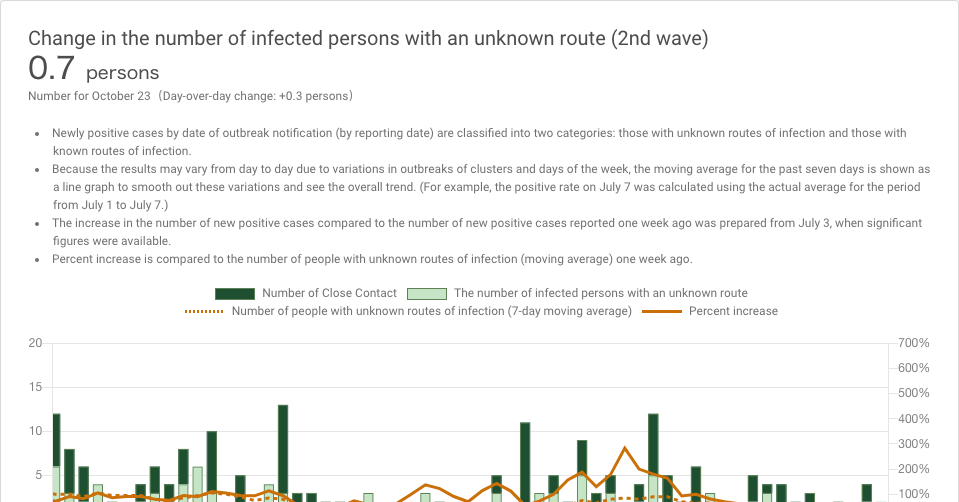 Change in the number of infected persons with an unknown route (2nd wave)
0.7 persons
Number for October 23（Day-over-day change: +0.3 persons）
• Newly positive cases by date of outbreak notification (by reporting date) are classified into two categories: those with unknown routes of infection and those with
known routes of infection.
• Because the results may vary from day to day due to variations in outbreaks of clusters and days of the week, the moving average for the past seven days is shown as
a line graph to smooth out these variations and see the overall trend. (For example, the positive rate on July 7 was calculated using the actual average for the period
from July 1 to July 7.)
• The increase in the number of new positive cases compared to the number of new positive cases reported one week ago was prepared from July 3, when significant
figures were available.
• Percent increase is compared to the number of people with unknown routes of infection (moving average) one week ago.
Number of Close Contact The number of infected persons with an unknown route
Number of people with unknown routes of infection (7-day moving average) Percent increase
20 700%
600%
15 500%
400%
10 300%
5 200%
100%